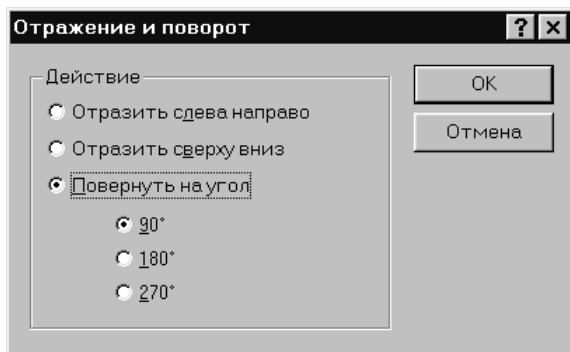 Отражение и поворот
Действие
Отразить слева направо
Отразить сверху вниз
Повернуть на угол
90°
180°
270°
OK
Отмена